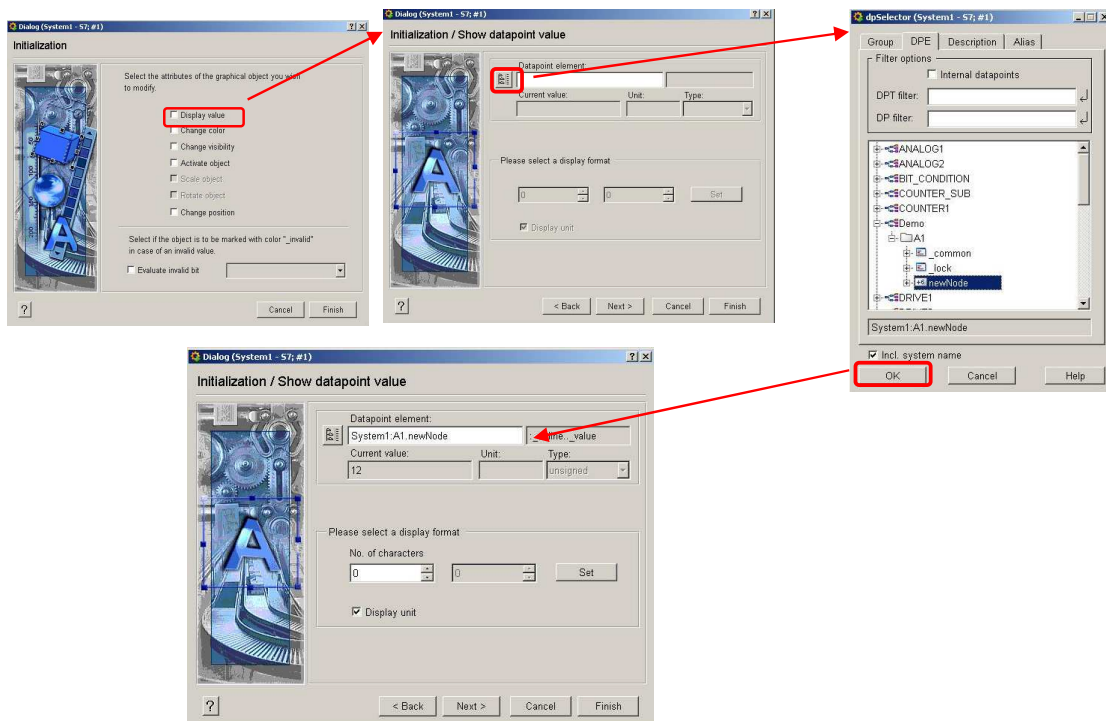 Dialog (System1 - S7; #1)
Initialization
Select the attributes of the graphical object you wish
to modify.
Display value
Change color
Change visibility
Activate object
Scale object
Rotate object
Change position
Select if the object is to be marked with color "_invalid"
in case of an invalid value.
Evaluate invalid bit
? Cancel Finish
Dialog (System1 - S7; #1)
Initialization / Show datapoint value
Datapoint element:
Current value: Unit: Type:
Please select a display format
0 0 Set
Display unit
? < Back Next > Cancel Finish
dpSelector (System1 - S7; #1)
Group DPE Description Alias
Filter options
Internal datapoints
DPT filter:
DP filter:
ANALOG1
ANALOG2
BIT_CONDITION
COUNTER_SUB
COUNTER1
Demo
A1
_common
_lock
newNode
DRIVE1
System1:A1.newNode
Incl. system name
OK Cancel Help
Dialog (System1 - S7; #1)
Initialization / Show datapoint value
Datapoint element:
System1:A1.newNode .._value
Current value: Unit: Type:
12 unsigned
Please select a display format
No. of characters
0 0 Set
Display unit
? < Back Next > Cancel Finish